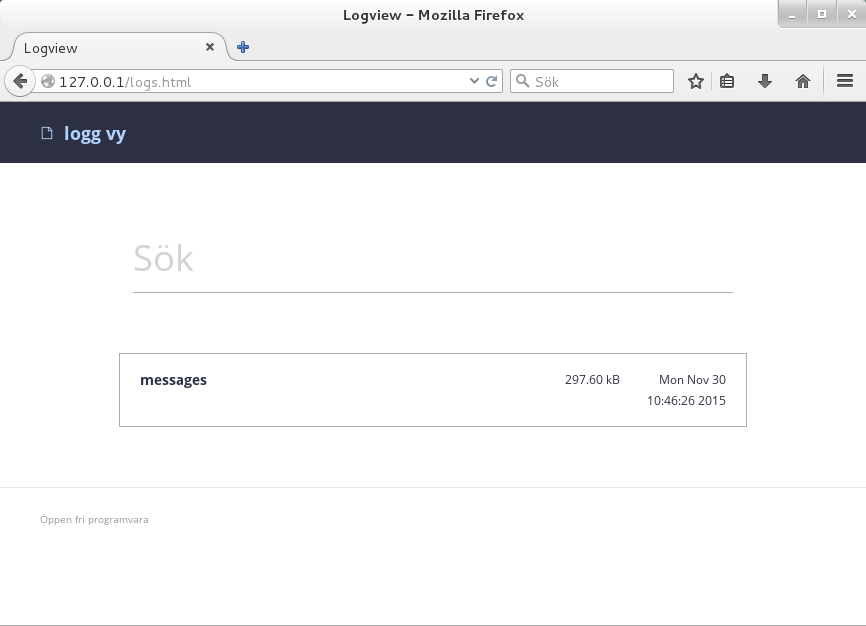 Logview - Mozilla Firefox
Logview
127.0.0.1/logs.html
Sök
logg vy
Sök
messages 297.60 kB Mon Nov 30
10:46:26 2015
Öppen fri programvara